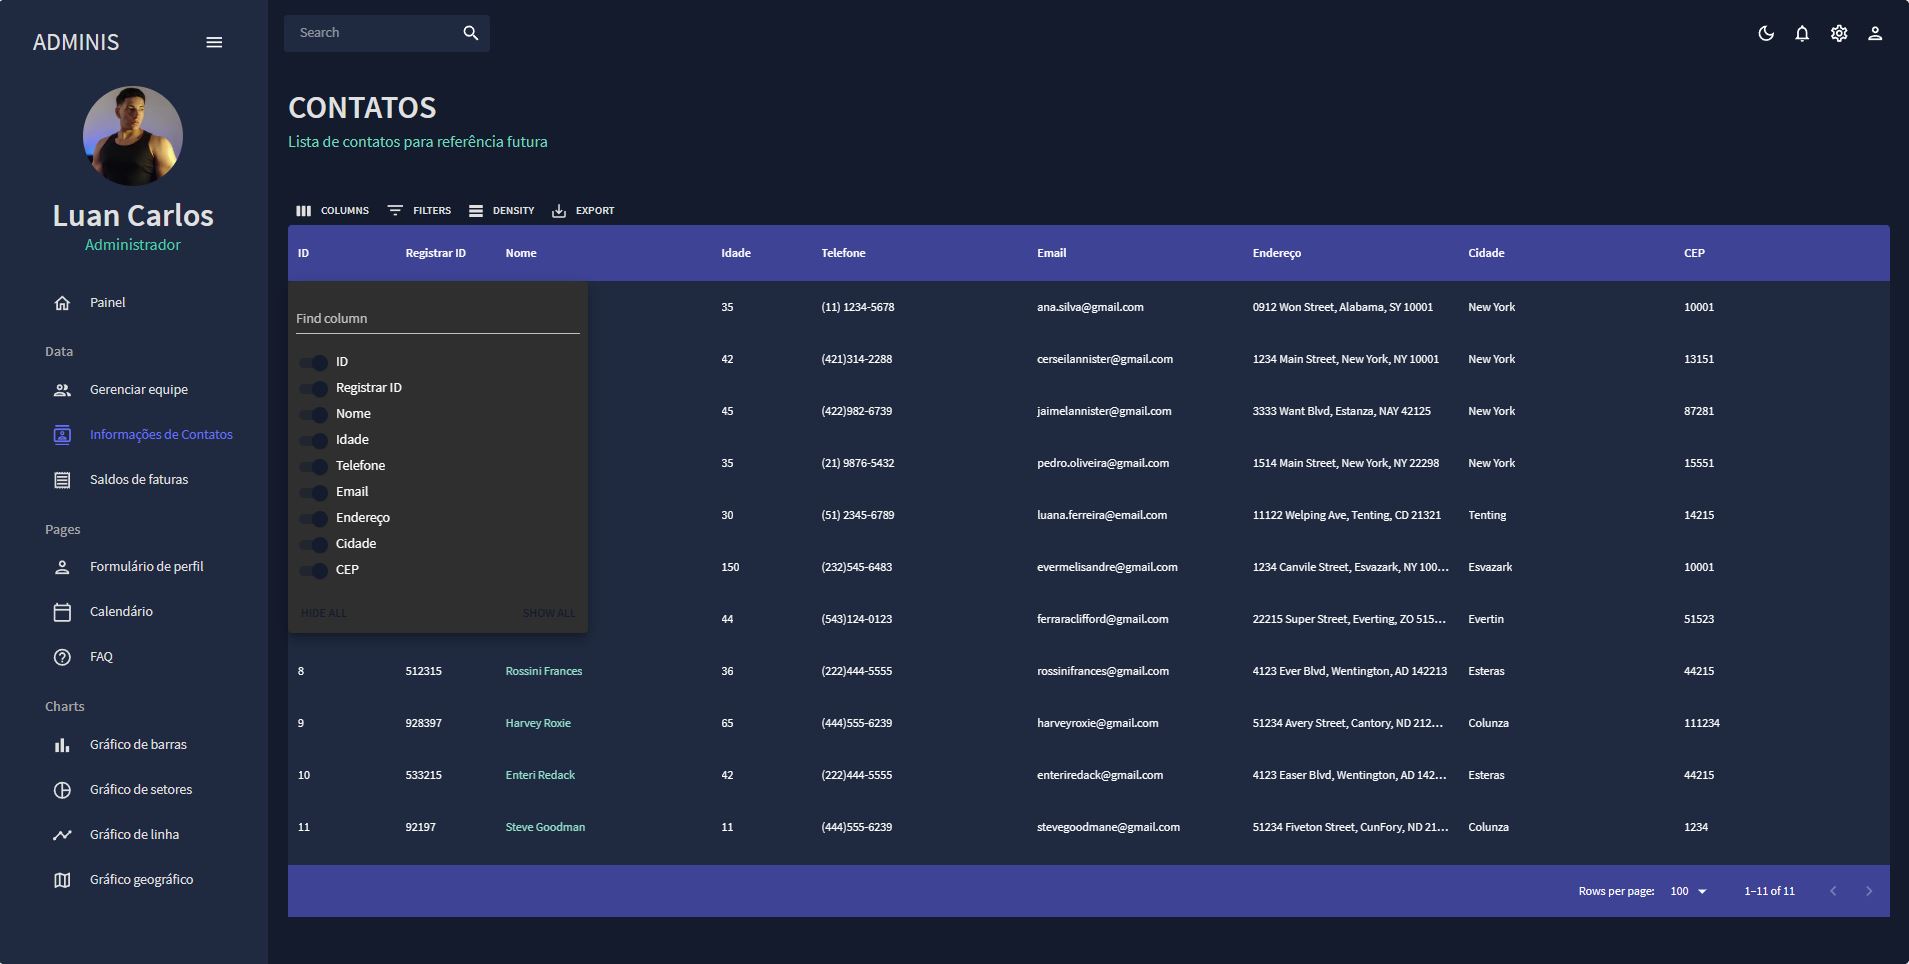 ADMINIS
Search
Luan Carlos
Administrador
Painel
Data
Gerenciar equipe
Informações de Contatos
Saldos de faturas
Pages
Formulário de perfil
Calendário
FAQ
Charts
Gráfico de barras
Gráfico de setores
Gráfico de linha
Gráfico geográfico
CONTATOS
Lista de contatos para referência futura
COLUMNS FILTERS DENSITY EXPORT
ID Registrar ID Nome Idade Telefone Email Endereço Cidade CEP
Find column
ID
Registrar ID
Nome
Idade
Telefone
Email
Endereço
Cidade
CEP
HIDE ALL SHOW ALL
35 (11) 1234-5678 ana.silva@gmail.com 0912 Won Street, Alabama, SY 10001 New York 10001
42 (421)314-2288 cerseilannister@gmail.com 1234 Main Street, New York, NY 10001 New York 13151
45 (422)982-6739 jaimelannister@gmail.com 3333 Want Blvd, Estanza, NAY 42125 New York 87281
35 (21) 9876-5432 pedro.oliveira@gmail.com 1514 Main Street, New York, NY 22298 New York 15551
30 (51) 2345-6789 luana.ferreira@email.com 11122 Welping Ave, Tenting, CD 21321 Tenting 14215
150 (232)545-6483 evermelisandre@gmail.com 1234 Canvile Street, Esvazark, NY 100... Esvazark 10001
44 (543)124-0123 ferraraclifford@gmail.com 22215 Super Street, Everting, ZO 515... Evertin 51523
8 512315 Rossini Frances 36 (222)444-5555 rossinifrances@gmail.com 4123 Ever Blvd, Wentington, AD 142213 Esteras 44215
9 928397 Harvey Roxie 65 (444)555-6239 harveyroxie@gmail.com 51234 Avery Street, Cantory, ND 212... Colunza 111234
10 533215 Enteri Redack 42 (222)444-5555 enteriredack@gmail.com 4123 Easer Blvd, Wentington, AD 142... Esteras 44215
11 92197 Steve Goodman 11 (444)555-6239 stevegoodmane@gmail.com 51234 Fiveton Street, CunFory, ND 21... Colunza 1234
Rows per page: 100 1–11 of 11